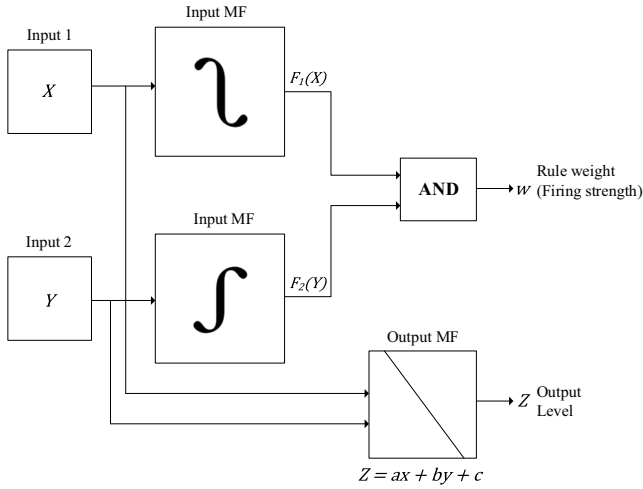 Input MF
Input 1
X
F₁(X)
AND
Rule weight
w (Firing strength)
Input MF
Input 2
Y
F₂(Y)
Output MF
Z Output
Level
Z = ax + by + c